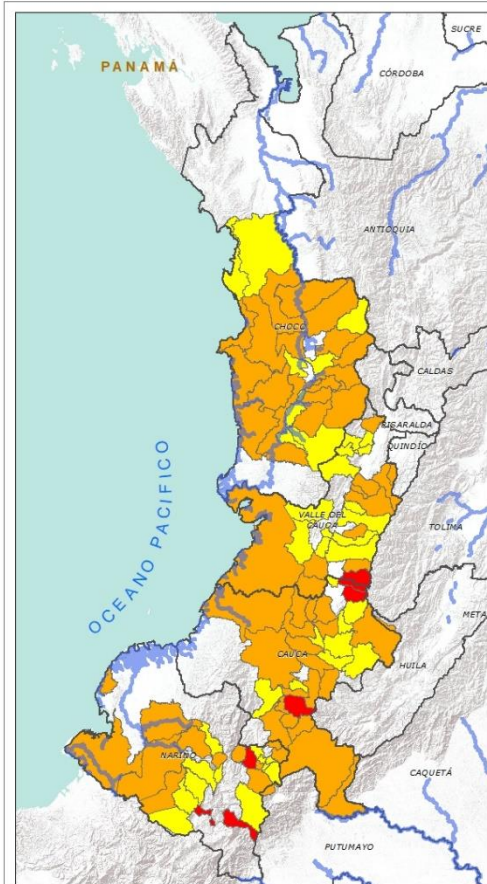 SUCRE
PANAMÁ
CÓRDOBA
ANTIOQUIA
CHOCÓ
CALDAS
RISARALDA
QUINDÍO
OCEANO PACÍFICO
VALLE DEL
CAUCA
TOLIMA
META
CAUCA
HUILA
NARIÑO
CAQUETÁ
PUTUMAYO